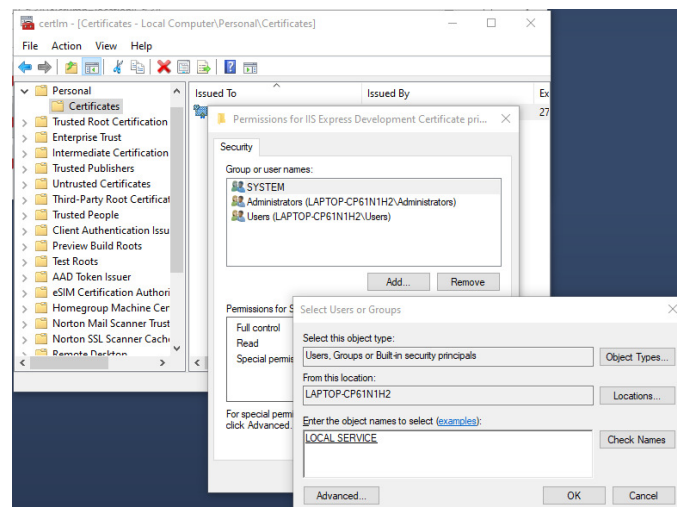 certlm - [Certificates - Local Computer\Personal\Certificates]
File Action View Help
Personal
Certificates
Trusted Root Certification
Enterprise Trust
Intermediate Certification
Trusted Publishers
Untrusted Certificates
Third-Party Root Certificat
Trusted People
Client Authentication Issu
Preview Build Roots
Test Roots
AAD Token Issuer
eSIM Certification Authori
Homegroup Machine Cer
Norton Mail Scanner Trust
Norton SSL Scanner Cache
Remote Desktop
Issued To Issued By Ex
27
Permissions for IIS Express Development Certificate pri...
Security
Group or user names:
SYSTEM
Administrators (LAPTOP-CP61N1H2\Administrators)
Users (LAPTOP-CP61N1H2\Users)
Add... Remove
Permissions for S
Full control
Read
Special permis
For special perm
click Advanced.
Select Users or Groups
Select this object type:
Users, Groups or Built-in security principals Object Types...
From this location:
LAPTOP-CP61N1H2 Locations...
Enter the object names to select (examples):
LOCAL SERVICE Check Names
Advanced... OK Cancel